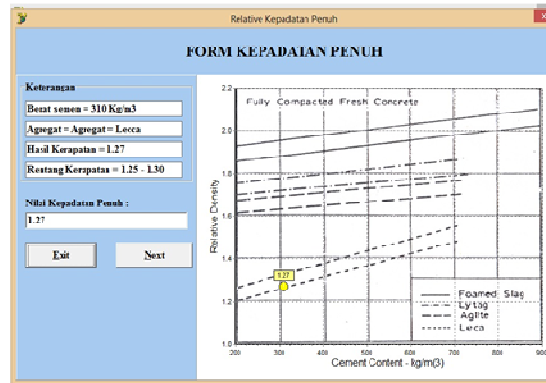 Relative Kepadatan Penuh
FORM KEPADATAN PENUH
Keterangan
Berat semen = 310 Kg/m3
Agregat = Agregat = Lecca
Hasil Kerapatan = 1.27
Rentang Kerapatan = 1.25 - 1.30
Nilai Kepadatan Penuh :
1.27
Exit
Next
Fully Compacted Fresh Concrete
2.2
2.0
1.8
1.6
1.4
1.2
1.0
Relative Density
1.27
Foamed Slag
Lytag
Aglite
Leca
200 300 400 500 600 700 800 900
Cement Content - kg/m(3)